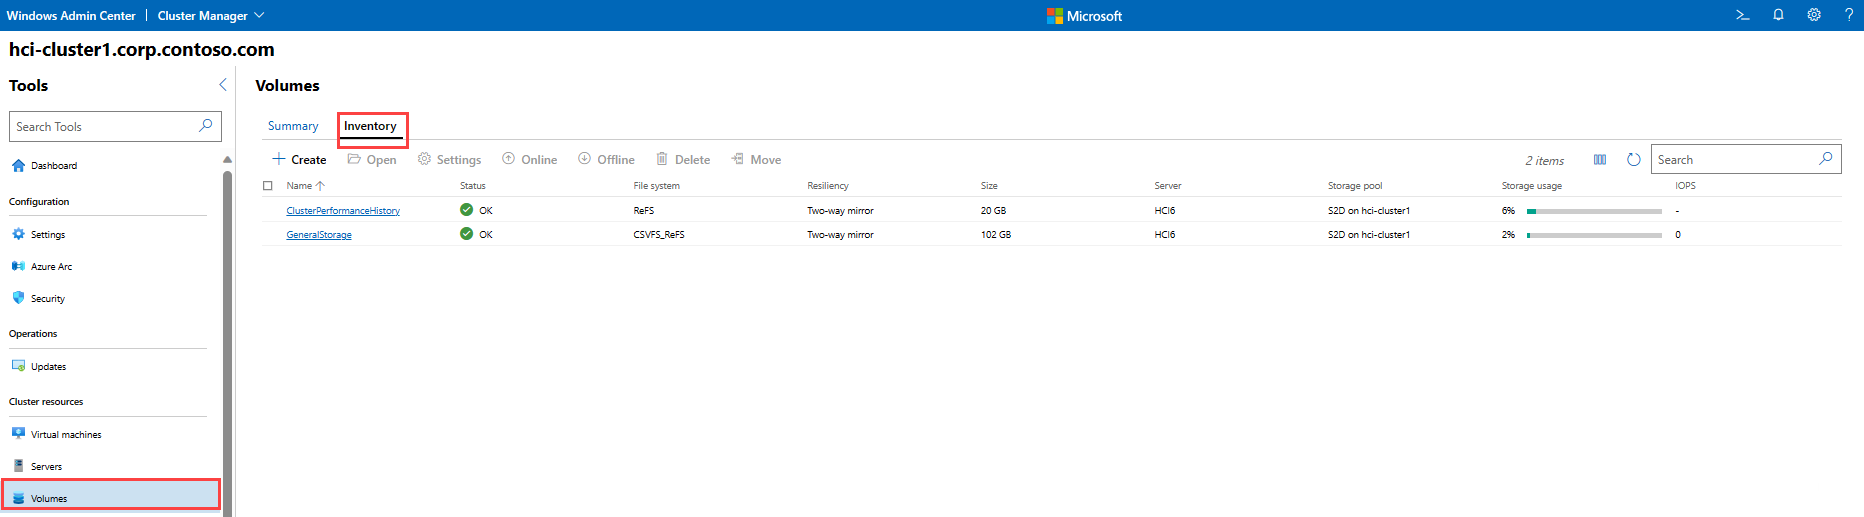 Windows Admin Center | Cluster Manager
Microsoft
?
hci-cluster1.corp.contoso.com
Tools
Search Tools
Dashboard
Configuration
Settings
Azure Arc
Security
Operations
Updates
Cluster resources
Virtual machines
Servers
Volumes
Volumes
Summary Inventory
Create Open Settings Online Offline Delete Move 2 items Search
Name Status File system Resiliency Size Server Storage pool Storage usage IOPS
ClusterPerformanceHistory OK ReFS Two-way mirror 20 GB HCI6 S2D on hci-cluster1 6% -
GeneralStorage OK CSVFS_ReFS Two-way mirror 102 GB HCI6 S2D on hci-cluster1 2% 0